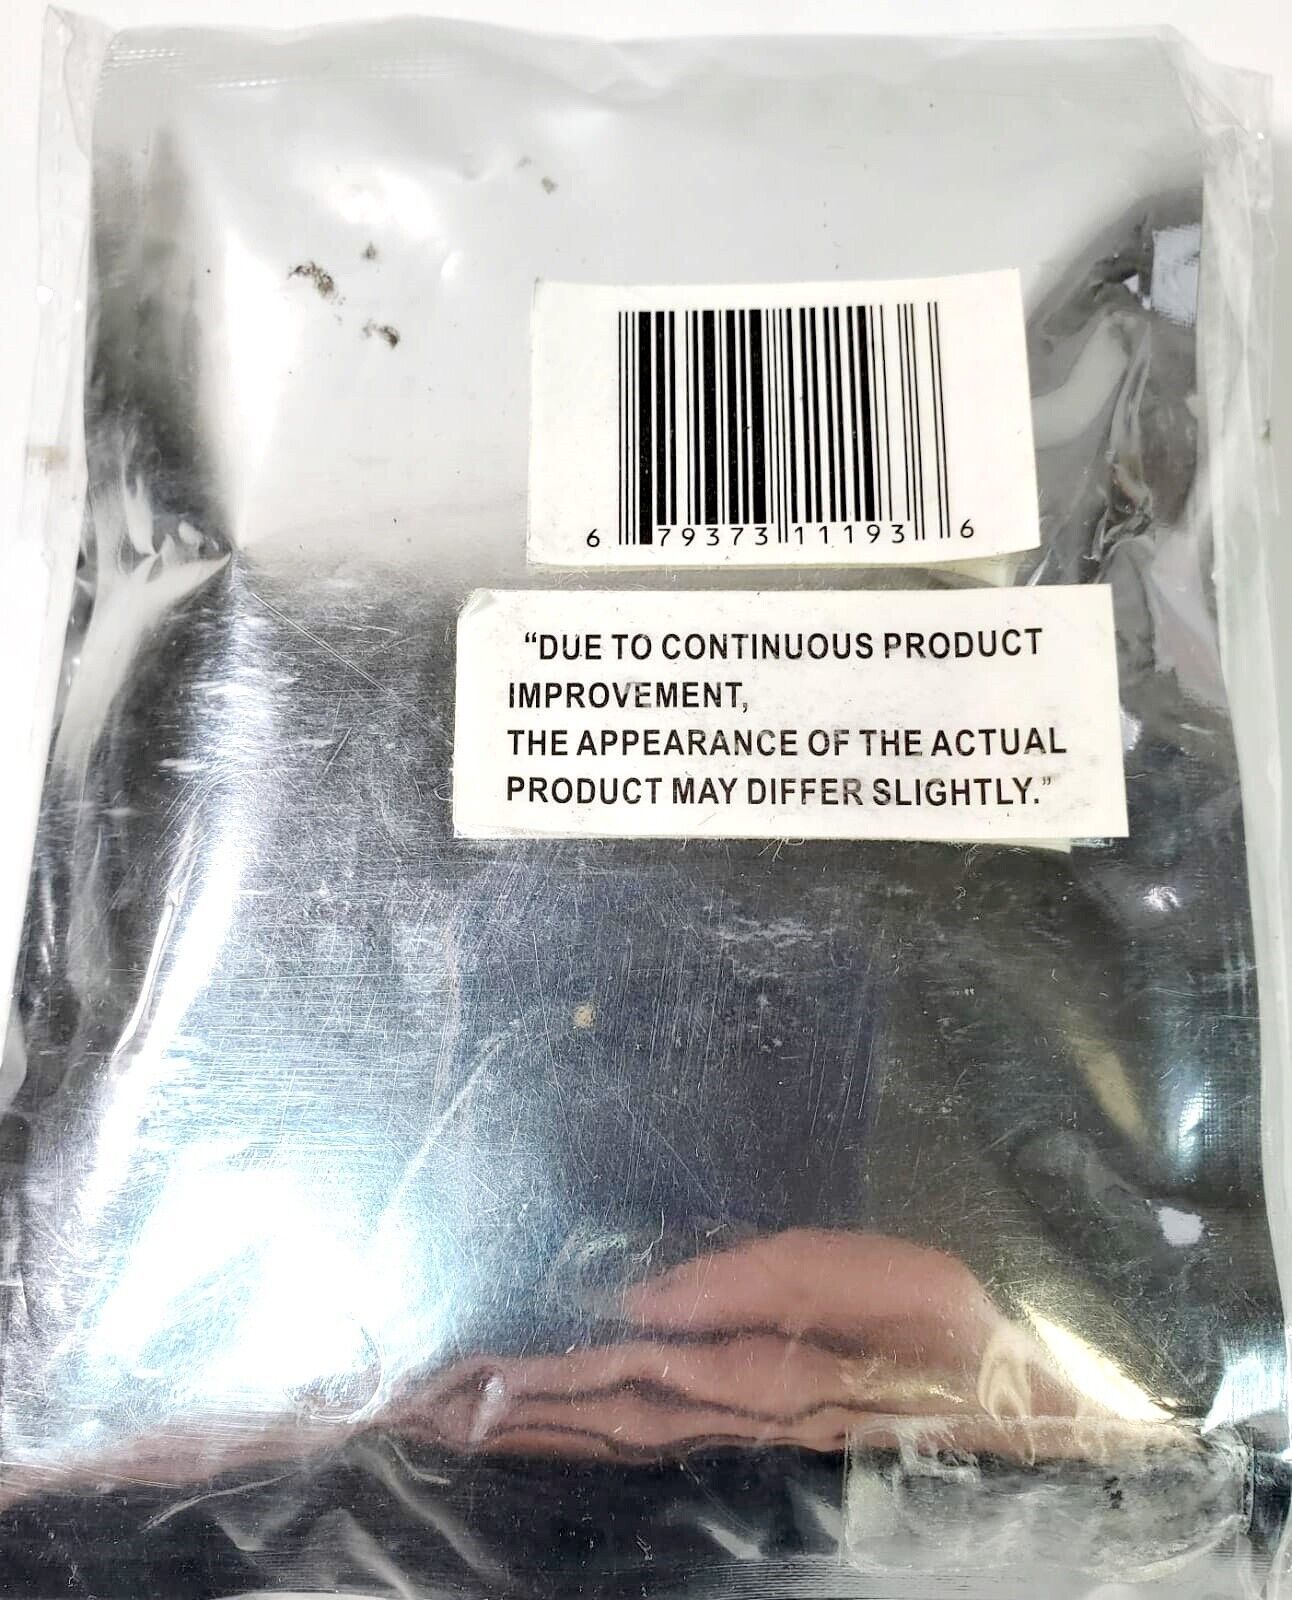 6 79373 11193 6
“DUE TO CONTINUOUS PRODUCT
IMPROVEMENT,
THE APPEARANCE OF THE ACTUAL
PRODUCT MAY DIFFER SLIGHTLY.”